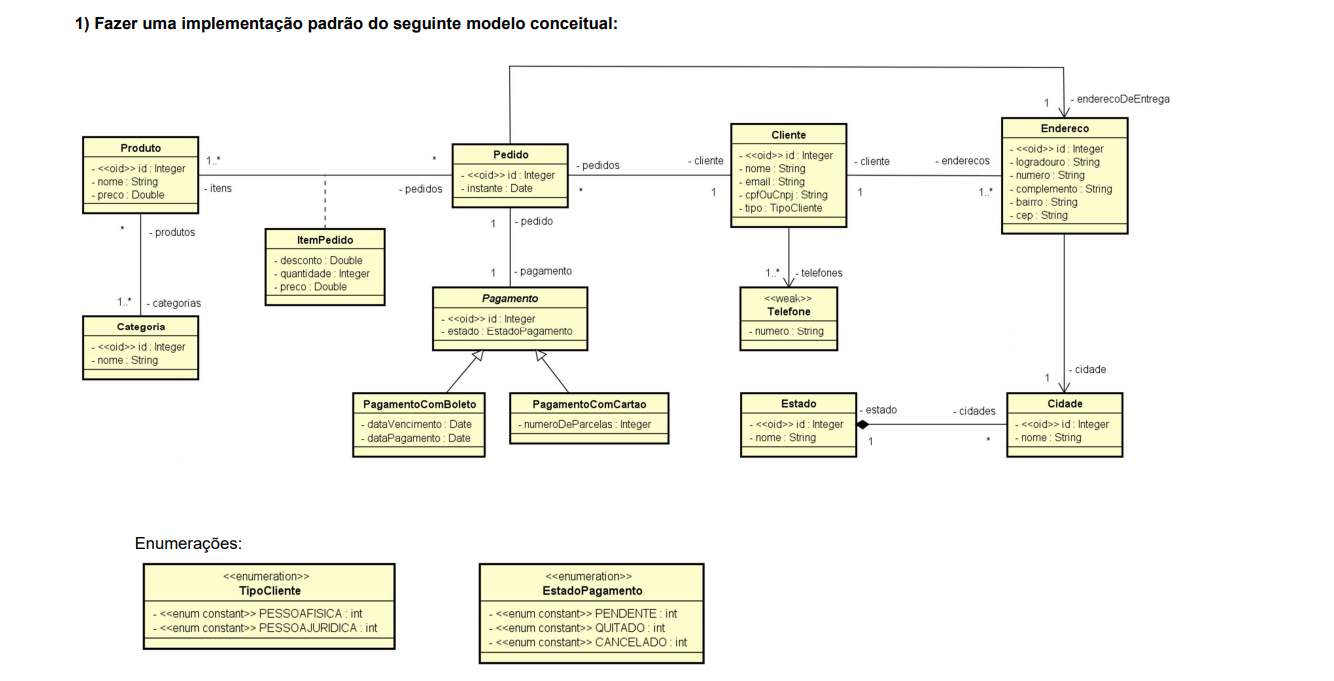 1) Fazer uma implementação padrão do seguinte modelo conceitual:
1
- enderecoDeEntrega
Produto
- <<oid>> id : Integer
- nome : String
- preco : Double
1..*
- itens
*
- pedidos
Pedido
- <<oid>> id : Integer
- instante : Date
- pedidos
*
- cliente
1
Cliente
- <<oid>> id : Integer
- nome : String
- email : String
- cpfOuCnpj : String
- tipo : TipoCliente
- cliente
1
- enderecos
1..*
Endereco
- <<oid>> id : Integer
- logradouro : String
- numero : String
- complemento : String
- bairro : String
- cep : String
*
- produtos
1..*
- categorias
ItemPedido
- desconto : Double
- quantidade : Integer
- preco : Double
1
- pedido
1
- pagamento
1..*
- telefones
Categoria
- <<oid>> id : Integer
- nome : String
Pagamento
- <<oid>> id : Integer
- estado : EstadoPagamento
<<weak>>
Telefone
- numero : String
1
- cidade
PagamentoComBoleto
- dataVencimento : Date
- dataPagamento : Date
PagamentoComCartao
- numeroDeParcelas : Integer
Estado
- <<oid>> id : Integer
- nome : String
- estado
1
- cidades
*
Cidade
- <<oid>> id : Integer
- nome : String
Enumerações:
<<enumeration>>
TipoCliente
- <<enum constant>> PESSOAFISICA : int
- <<enum constant>> PESSOAJURIDICA : int
<<enumeration>>
EstadoPagamento
- <<enum constant>> PENDENTE : int
- <<enum constant>> QUITADO : int
- <<enum constant>> CANCELADO : int